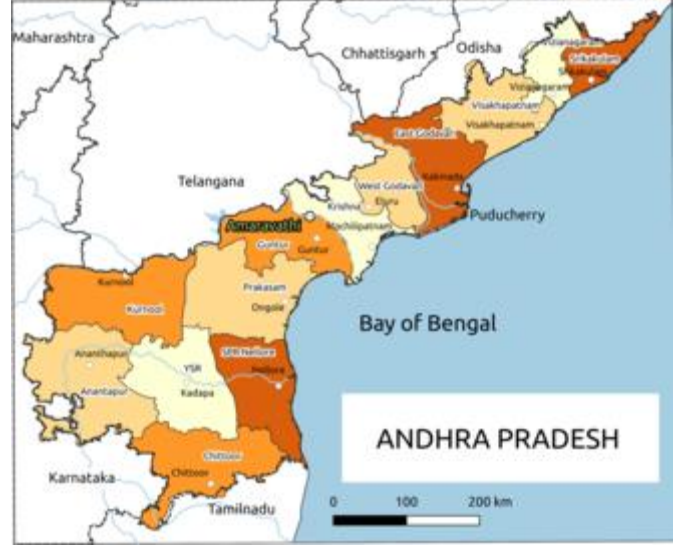 Maharashtra
Chhattisgarh
Odisha
Vizianagaram
Srikakulam
Srikakulam
Vizianagaram
Visakhapatnam
Visakhapatnam
East Godavari
Kakinada
Telangana
West Godavari
Eluru
Puducherry
Krishna
Machilipatnam
Amaravathi
Guntur
Guntur
Kurnool
Kurnool
Prakasam
Ongole
Bay of Bengal
Ananthapur
Anantapur
YSR
Kadapa
SPR Nellore
Nellore
ANDHRA PRADESH
Chittoor
Chittoor
Karnataka
Tamilnadu
0 100 200 km